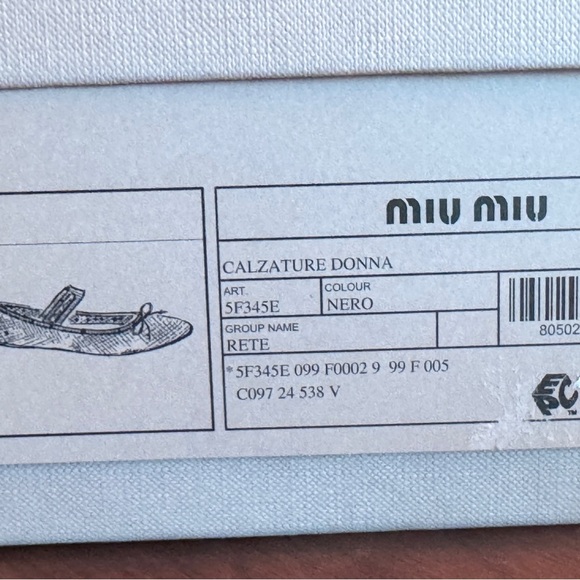 miu miu
CALZATURE DONNA
ART.
5F345E
COLOUR
NERO
GROUP NAME
RETE
*5F345E 099 F0002 9 99 F 005
C097 24 538 V
80502
EPC™